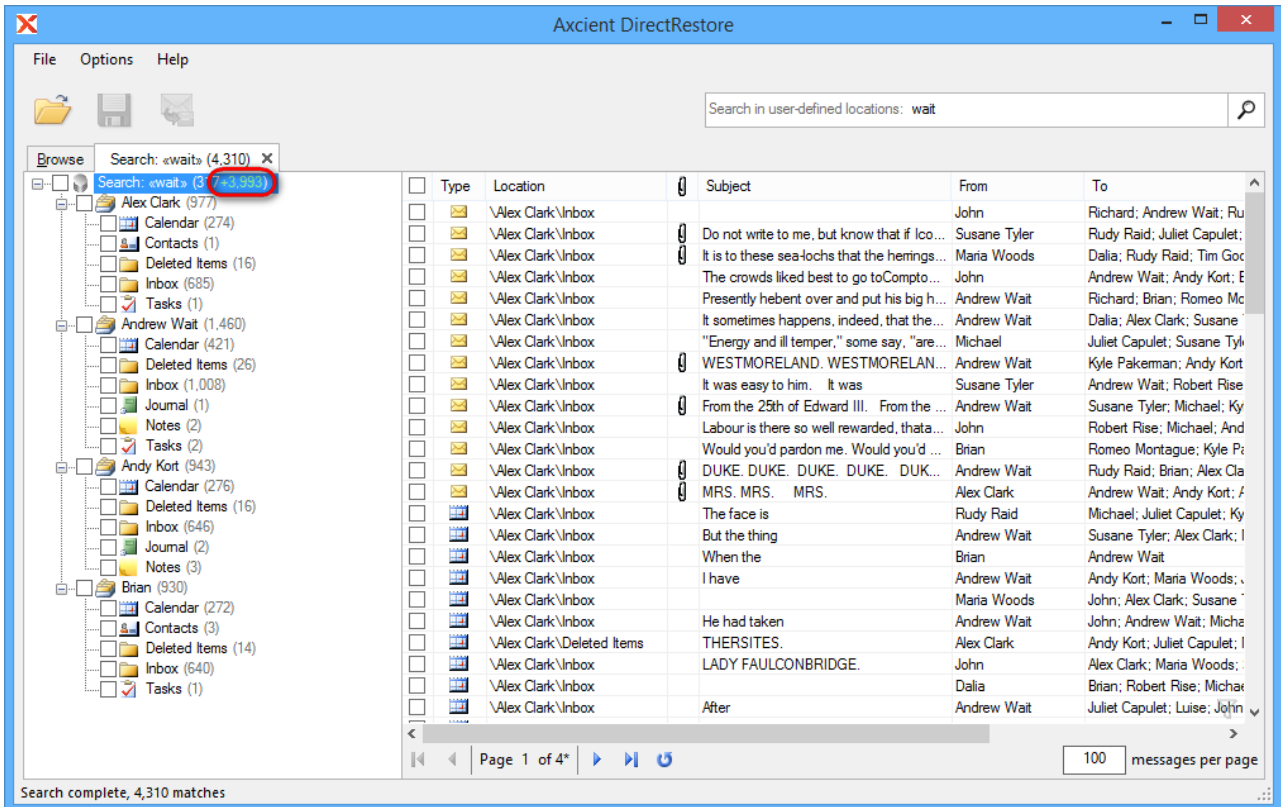 Axcient DirectRestore
File Options Help
Search in user-defined locations: wait
Browse Search: «wait» (4,310)
Search: «wait» (317+3,993)
Alex Clark (977)
Calendar (274)
Contacts (1)
Deleted Items (16)
Inbox (685)
Tasks (1)
Andrew Wait (1,460)
Calendar (421)
Deleted Items (26)
Inbox (1,008)
Journal (1)
Notes (2)
Tasks (2)
Andy Kort (943)
Calendar (276)
Deleted Items (16)
Inbox (646)
Journal (2)
Notes (3)
Brian (930)
Calendar (272)
Contacts (3)
Deleted Items (14)
Inbox (640)
Tasks (1)
Type Location Subject From To
\Alex Clark\Inbox John Richard; Andrew Wait; Ru
\Alex Clark\Inbox Do not write to me, but know that if Ico... Susane Tyler Rudy Raid; Juliet Capulet;
\Alex Clark\Inbox It is to these sea-lochs that the herrings... Maria Woods Dalia; Rudy Raid; Tim Goo
\Alex Clark\Inbox The crowds liked best to go toCompto... John Andrew Wait; Andy Kort; B
\Alex Clark\Inbox Presently hebent over and put his big h... Andrew Wait Richard; Brian; Romeo Mo
\Alex Clark\Inbox It sometimes happens, indeed, that the... Andrew Wait Dalia; Alex Clark; Susane
\Alex Clark\Inbox "Energy and ill temper," some say, "are... Michael Juliet Capulet; Susane Tyl
\Alex Clark\Inbox WESTMORELAND. WESTMORELAN... Andrew Wait Kyle Pakerman; Andy Kort
\Alex Clark\Inbox It was easy to him. It was Susane Tyler Andrew Wait; Robert Rise
\Alex Clark\Inbox From the 25th of Edward III. From the ... Andrew Wait Susane Tyler; Michael; Ky
\Alex Clark\Inbox Labour is there so well rewarded, thata... John Robert Rise; Michael; And
\Alex Clark\Inbox Would you'd pardon me. Would you'd ... Brian Romeo Montague; Kyle Pa
\Alex Clark\Inbox DUKE. DUKE. DUKE. DUKE. DUK... Andrew Wait Rudy Raid; Brian; Alex Cla
\Alex Clark\Inbox MRS. MRS. MRS. Alex Clark Andrew Wait; Andy Kort;
\Alex Clark\Inbox The face is Rudy Raid Michael; Juliet Capulet; Ky
\Alex Clark\Inbox But the thing Andrew Wait Susane Tyler; Alex Clark;
\Alex Clark\Inbox When the Brian Andrew Wait
\Alex Clark\Inbox I have Andrew Wait Andy Kort; Maria Woods;
\Alex Clark\Inbox Maria Woods John; Alex Clark; Susane
\Alex Clark\Inbox He had taken Andrew Wait John; Andrew Wait; Micha
\Alex Clark\Deleted Items THERSITES. Alex Clark Andy Kort; Juliet Capulet;
\Alex Clark\Inbox LADY FAULCONBRIDGE. John Alex Clark; Maria Woods;
\Alex Clark\Inbox Dalia Brian; Robert Rise; Michae
\Alex Clark\Inbox After Andrew Wait Juliet Capulet; Luise; John
Page 1 of 4* 100 messages per page
Search complete, 4,310 matches